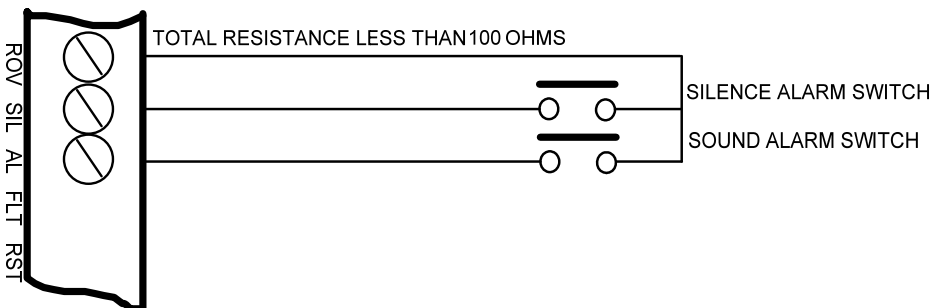 TOTAL RESISTANCE LESS THAN 100 OHMS
SILENCE ALARM SWITCH
SOUND ALARM SWITCH
ROV SIL AL FLT RST